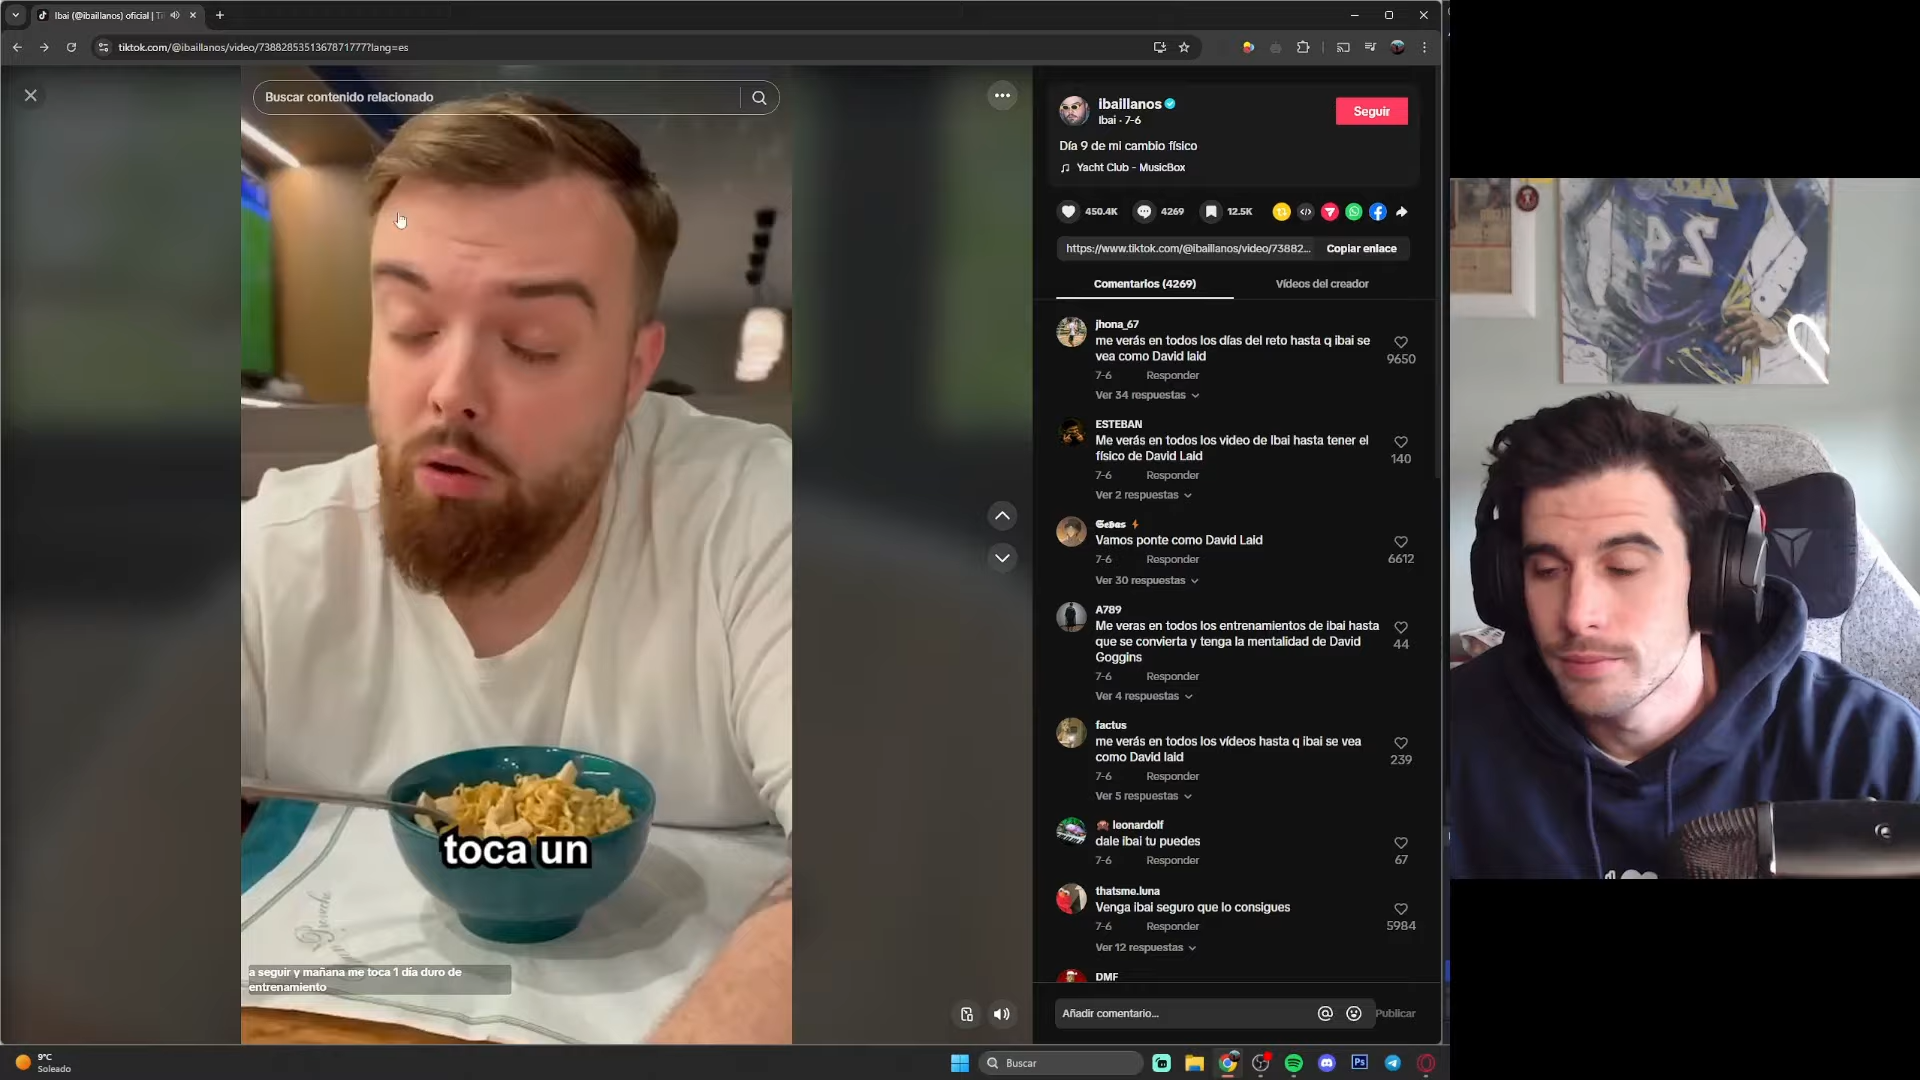 Ibai (@ibaillanos) oficial | Ti
tiktok.com/@ibaillanos/video/7388285351367871777?lang=es
Buscar contenido relacionado
ibaillanos
Ibai · 7-6
Seguir
Día 9 de mi cambio físico
Yacht Club - MusicBox
450.4K
4269
12.5K
https://www.tiktok.com/@ibaillanos/video/73882...
Copiar enlace
Comentarios (4269)
Vídeos del creador
jhona_67
me verás en todos los días del reto hasta q ibai se
vea como David laid
9650
7-6 Responder
Ver 34 respuestas
ESTEBAN
Me verás en todos los video de Ibai hasta tener el
físico de David Laid
140
7-6 Responder
Ver 2 respuestas
Sebas
Vamos ponte como David Laid
6612
7-6 Responder
Ver 30 respuestas
A789
Me veras en todos los entrenamientos de ibai hasta
que se convierta y tenga la mentalidad de David
Goggins
44
7-6 Responder
Ver 4 respuestas
factus
me verás en todos los vídeos hasta q ibai se vea
como David laid
239
7-6 Responder
Ver 5 respuestas
leonardolf
dale ibai tu puedes
67
7-6 Responder
thatsme.luna
Venga ibai seguro que lo consigues
5984
7-6 Responder
Ver 12 respuestas
DMF
toca un
a seguir y mañana me toca 1 día duro de
entrenamiento
Añadir comentario...
Publicar
24
9°C
Soleado
Buscar
Ps